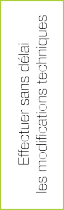 Effectuer sans délai
les modifications techniques